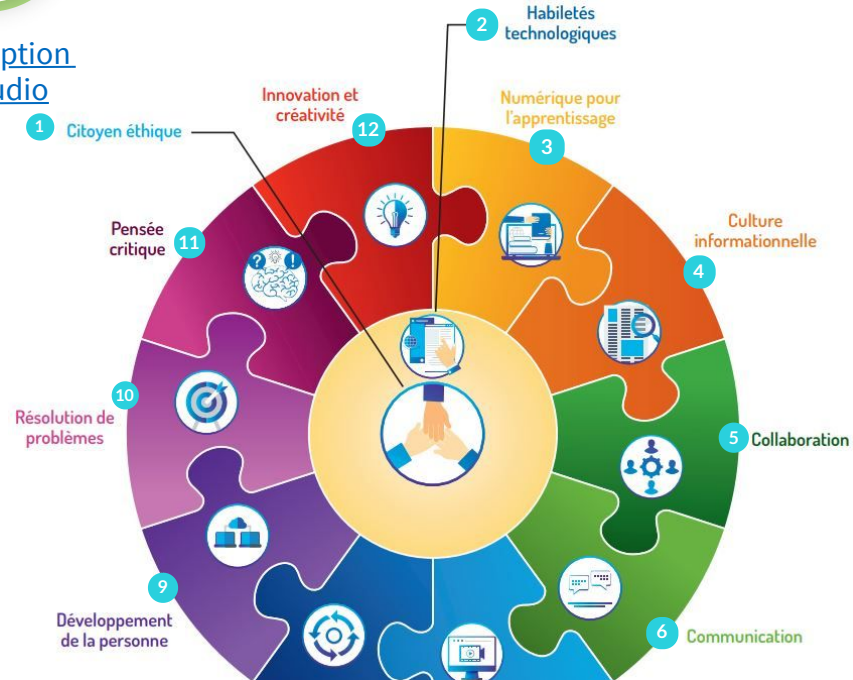 ption
udio
1 Citoyen éthique
2 Habiletés
technologiques
Numérique pour
l'apprentissage
3
Culture
informationnelle
4
5 Collaboration
6 Communication
9
Développement
de la personne
10
Résolution de
problèmes
Pensée
critique 11
Innovation et
créativité 12
? !